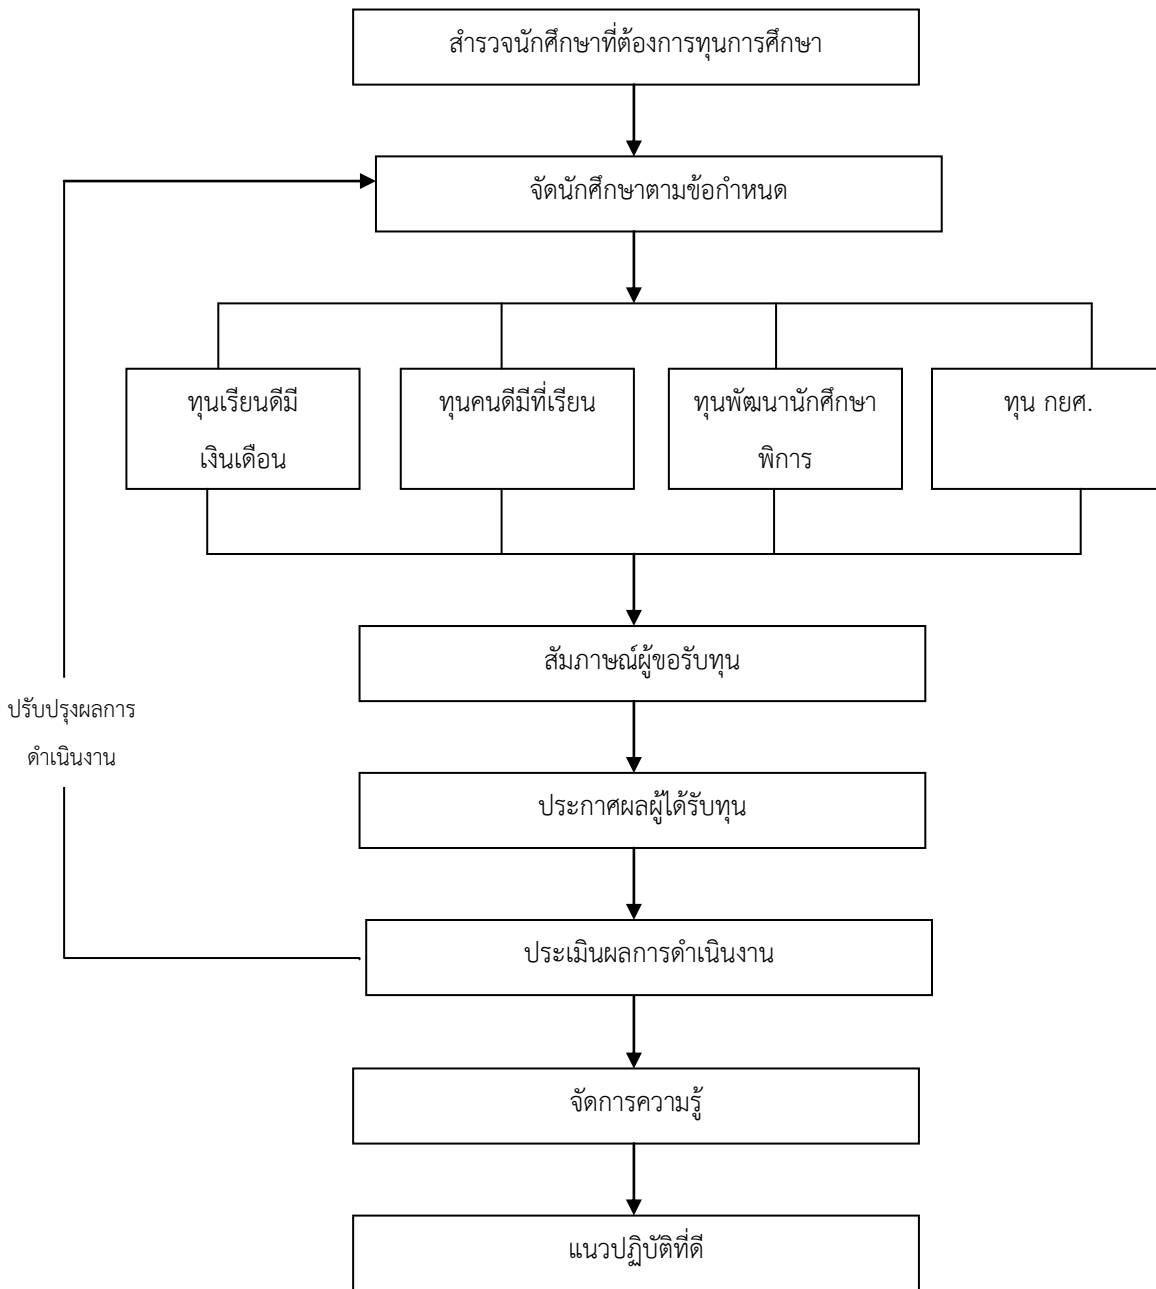 สำรวจนักศึกษาที่ต้องการทุนการศึกษา
จัดนักศึกษาตามข้อกำหนด
ทุนเรียนดีมี
เงินเดือน
ทุนคนดีมีที่เรียน
ทุนพัฒนานักศึกษา
พิการ
ทุน กยศ.
สัมภาษณ์ผู้ขอรับทุน
ปรับปรุงผลการ
ดำเนินงาน
ประกาศผลผู้ได้รับทุน
ประเมินผลการดำเนินงาน
จัดการความรู้
แนวปฏิบัติที่ดี